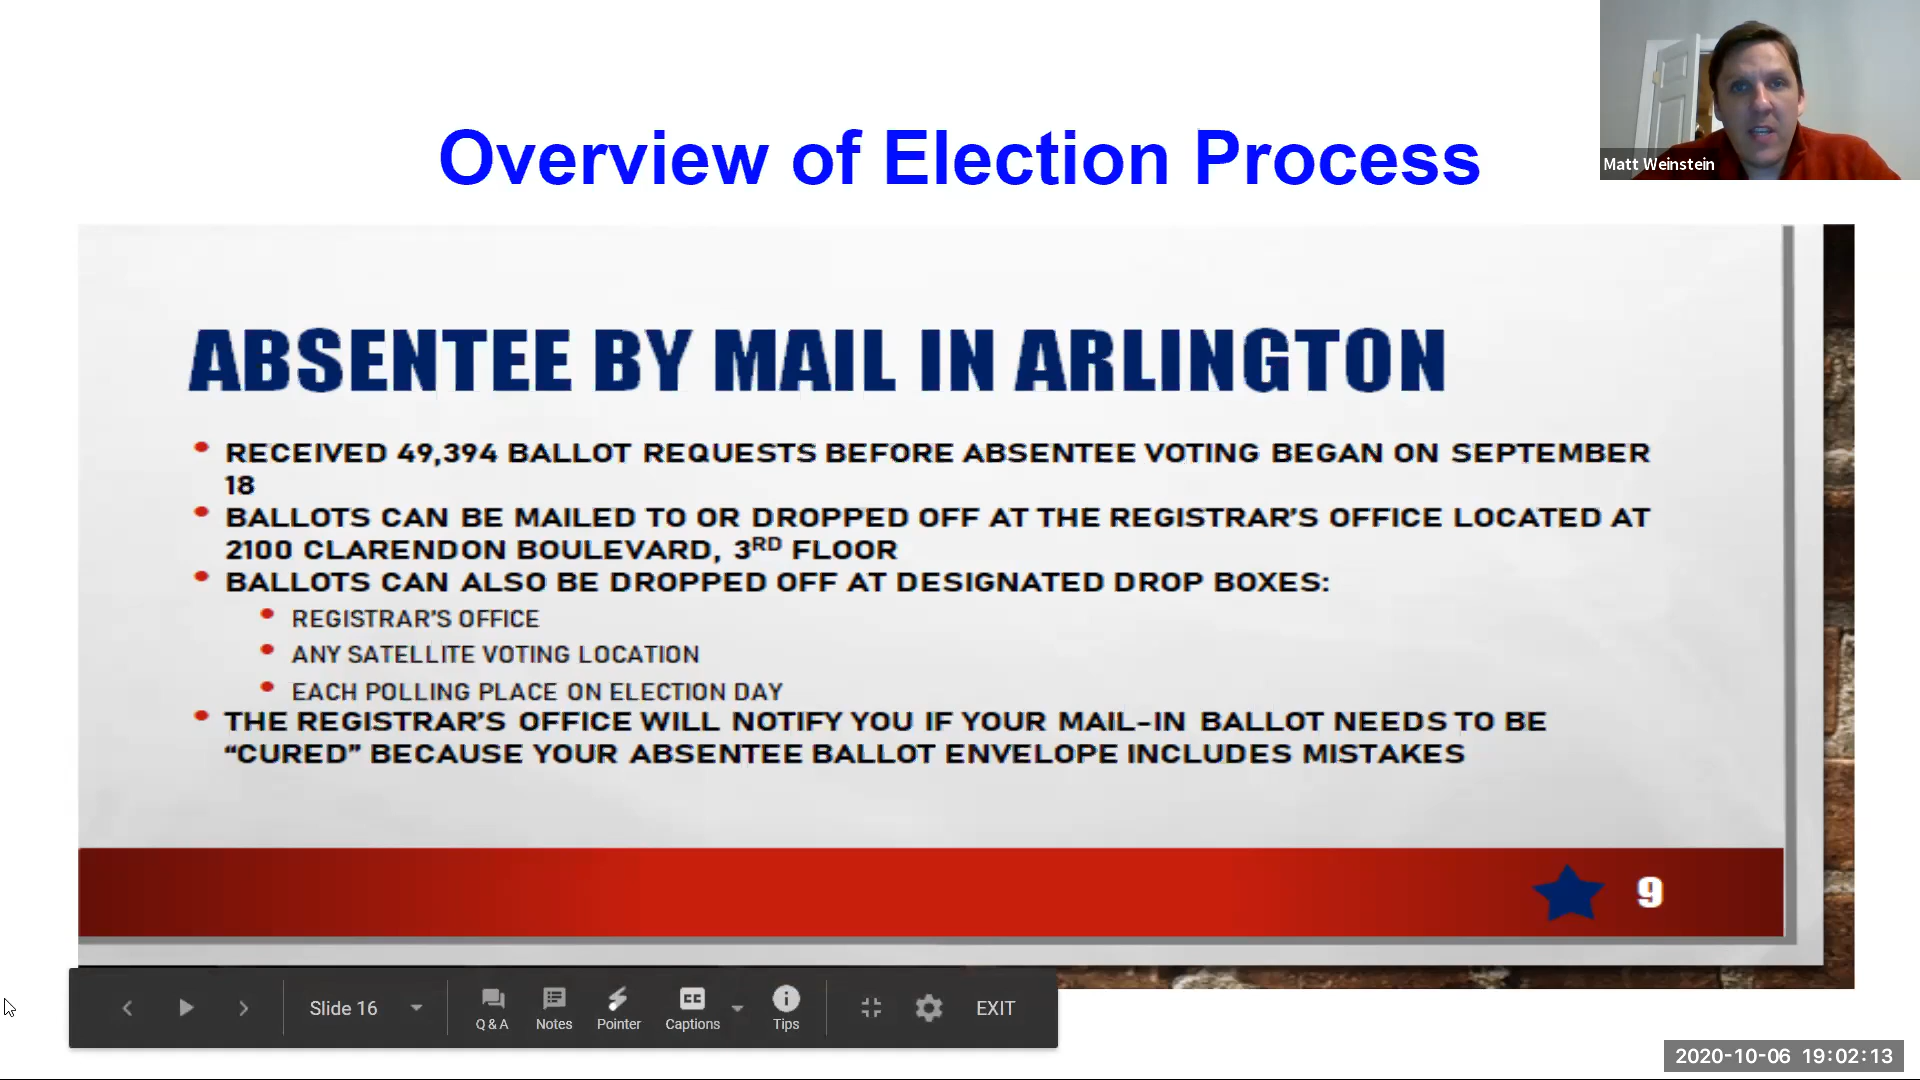 Overview of Election Process
Matt Weinstein
ABSENTEE BY MAIL IN ARLINGTON
• RECEIVED 49,394 BALLOT REQUESTS BEFORE ABSENTEE VOTING BEGAN ON SEPTEMBER
18
• BALLOTS CAN BE MAILED TO OR DROPPED OFF AT THE REGISTRAR'S OFFICE LOCATED AT
2100 CLARENDON BOULEVARD, 3RD FLOOR
• BALLOTS CAN ALSO BE DROPPED OFF AT DESIGNATED DROP BOXES:
• REGISTRAR'S OFFICE
• ANY SATELLITE VOTING LOCATION
• EACH POLLING PLACE ON ELECTION DAY
• THE REGISTRAR'S OFFICE WILL NOTIFY YOU IF YOUR MAIL-IN BALLOT NEEDS TO BE
“CURED” BECAUSE YOUR ABSENTEE BALLOT ENVELOPE INCLUDES MISTAKES
9
Slide 16
Q & A
Notes
Pointer
CC
Captions
Tips
EXIT
2020-10-06 19:02:13